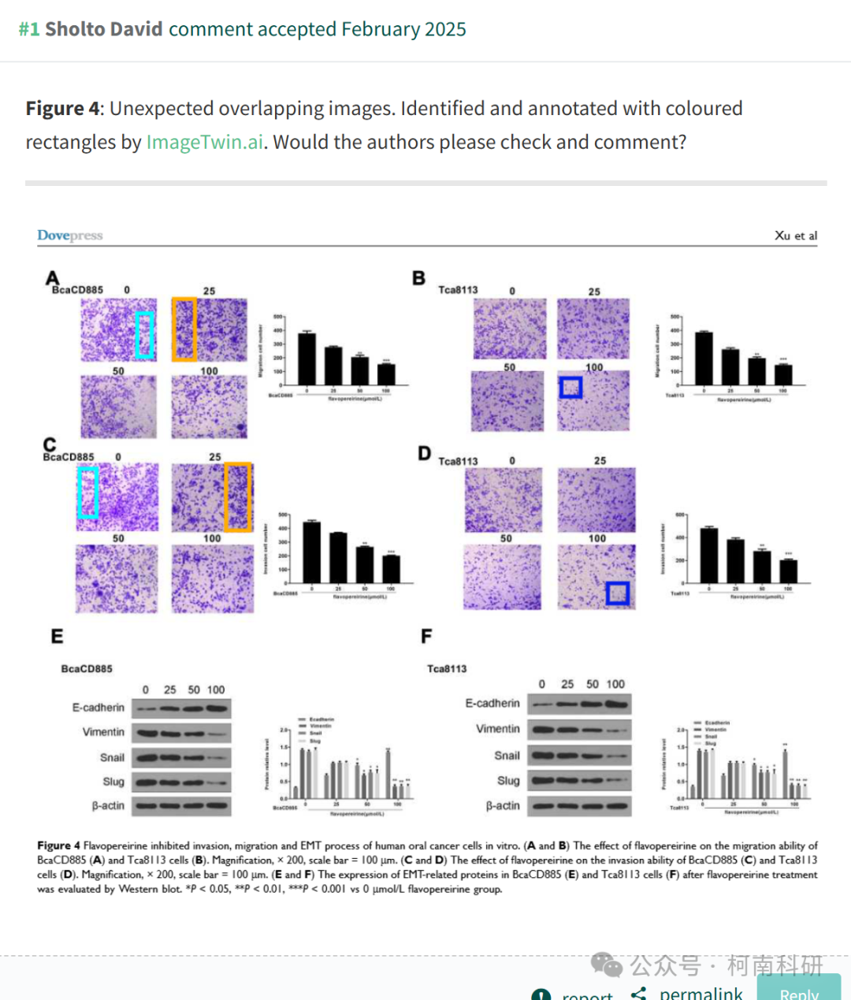 #1 Sholto David comment accepted February 2025
Figure 4: Unexpected overlapping images. Identified and annotated with coloured
rectangles by ImageTwin.ai. Would the authors please check and comment?
Dovepress
Xu et al
A
BcaCD885 0 25
50 100
Migration cell number
500
400
300
200
100
0
** ***
0 25 50 100
BcaCD885
flavopereirine(μmol/L)
B
Tca8113 0 25
50 100
Migration cell number
500
400
300
200
100
0
** ***
0 25 50 100
Tca8113
flavopereirine(μmol/L)
C
BcaCD885 0 25
50 100
Invasion cell number
500
400
300
200
100
0
** ***
0 25 50 100
BcaCD885
flavopereirine(μmol/L)
D
Tca8113 0 25
50 100
Invasion cell number
600
400
200
0
** ***
0 25 50 100
Tca8113
flavopereirine(μmol/L)
E
BcaCD885
0 25 50 100
E-cadherin
Vimentin
Snail
Slug
β-actin
Ecadherin
Vimentin
Snail
Slug
Protein relative level
2.0
1.5
1.0
0.5
0.0
0 25 50 100
BcaCD885
flavopereirine(μmol/L)
F
Tca8113
0 25 50 100
E-cadherin
Vimentin
Snail
Slug
β-actin
Ecadherin
Vimentin
Snail
Slug
Protein relative level
2.0
1.5
1.0
0.5
0.0
0 25 50 100
Tca8113
flavopereirine(μmol/L)
Figure 4 Flavopereirine inhibited invasion, migration and EMT process of human oral cancer cells in vitro. (A and B) The effect of flavopereirine on the migration ability of
BcaCD885 (A) and Tca8113 cells (B). Magnification, × 200, scale bar = 100 μm. (C and D) The effect of flavopereirine on the invasion ability of BcaCD885 (C) and Tca8113
cells (D). Magnification, × 200, scale bar = 100 μm. (E and F) The expression of EMT-related proteins in BcaCD885 (E) and Tca8113 cells (F) after flavopereirine treatment
was evaluated by Western blot. *P < 0.05, **P < 0.01, ***P < 0.001 vs 0 μmol/L flavopereirine group.
公众号 · 柯南科研
report permalink Reply